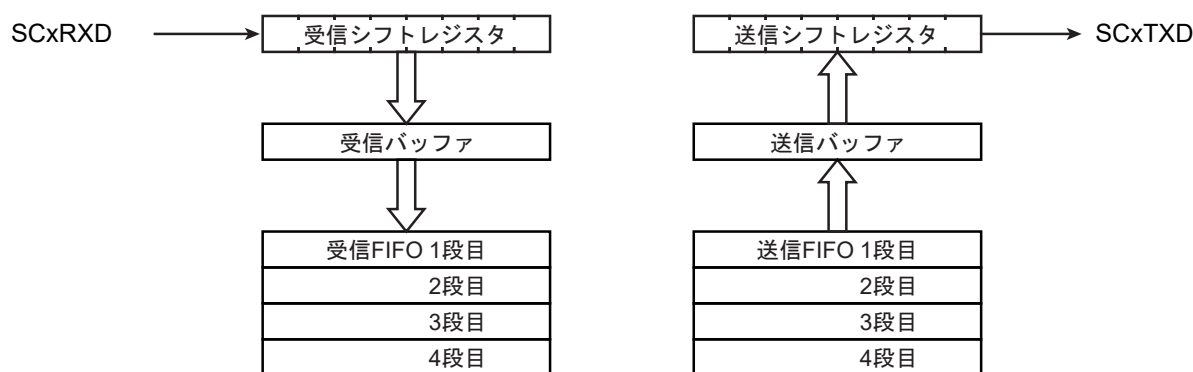 SCxRXD
受信シフトレジスタ
受信バッファ
受信FIFO 1段目
2段目
3段目
4段目
送信シフトレジスタ
SCxTXD
送信バッファ
送信FIFO 1段目
2段目
3段目
4段目